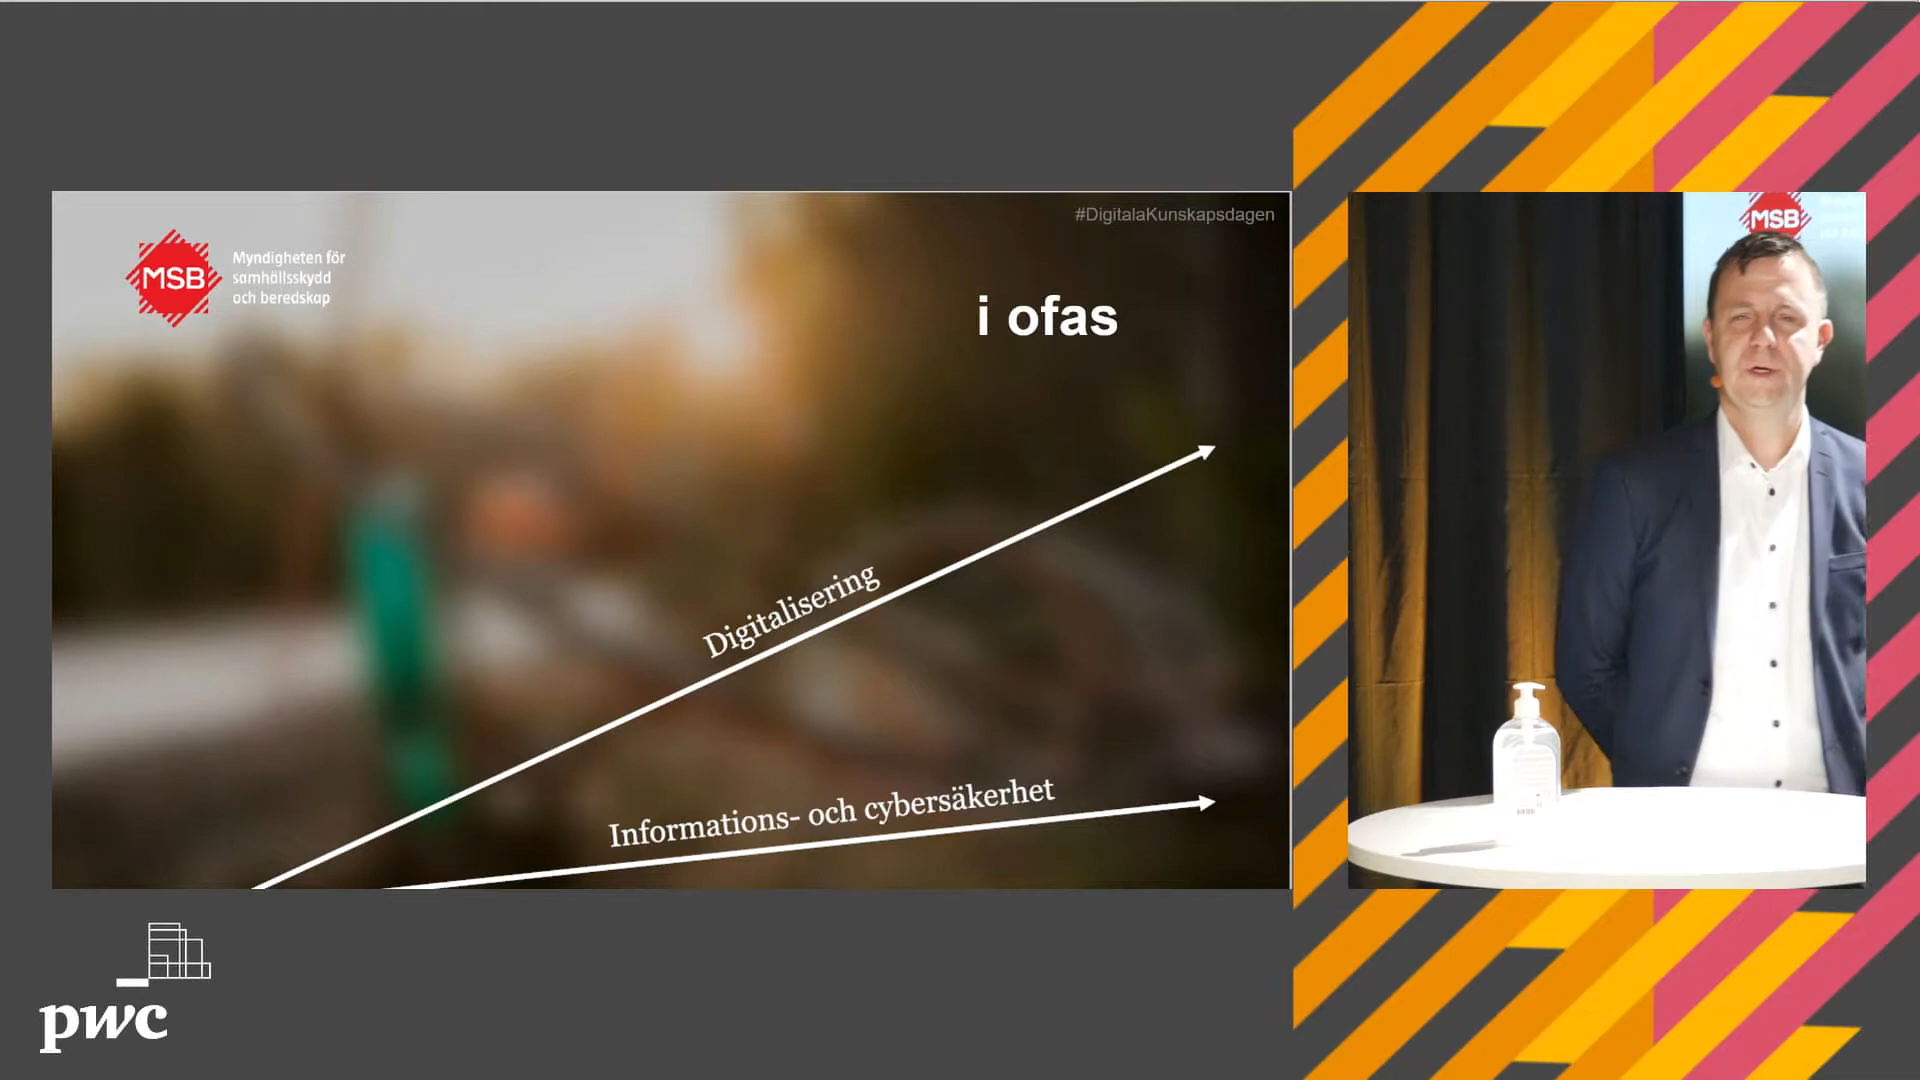 #DigitalaKunskapsdagen
MSB
Myndigheten för
samhällsskydd
och beredskap
i ofas
Digitalisering
Informations- och cybersäkerhet
MSB
pwc